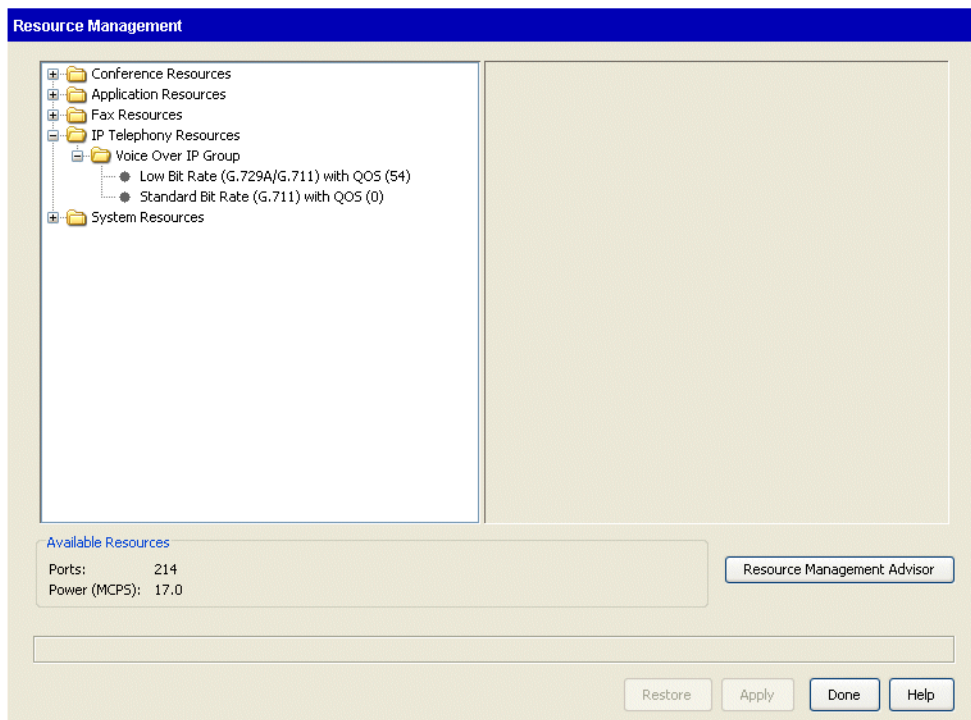 Resource Management
Conference Resources
Application Resources
Fax Resources
IP Telephony Resources
Voice Over IP Group
Low Bit Rate (G.729A/G.711) with QOS (54)
Standard Bit Rate (G.711) with QOS (0)
System Resources
Available Resources
Ports: 214
Power (MCPS): 17.0
Resource Management Advisor
Restore Apply Done Help